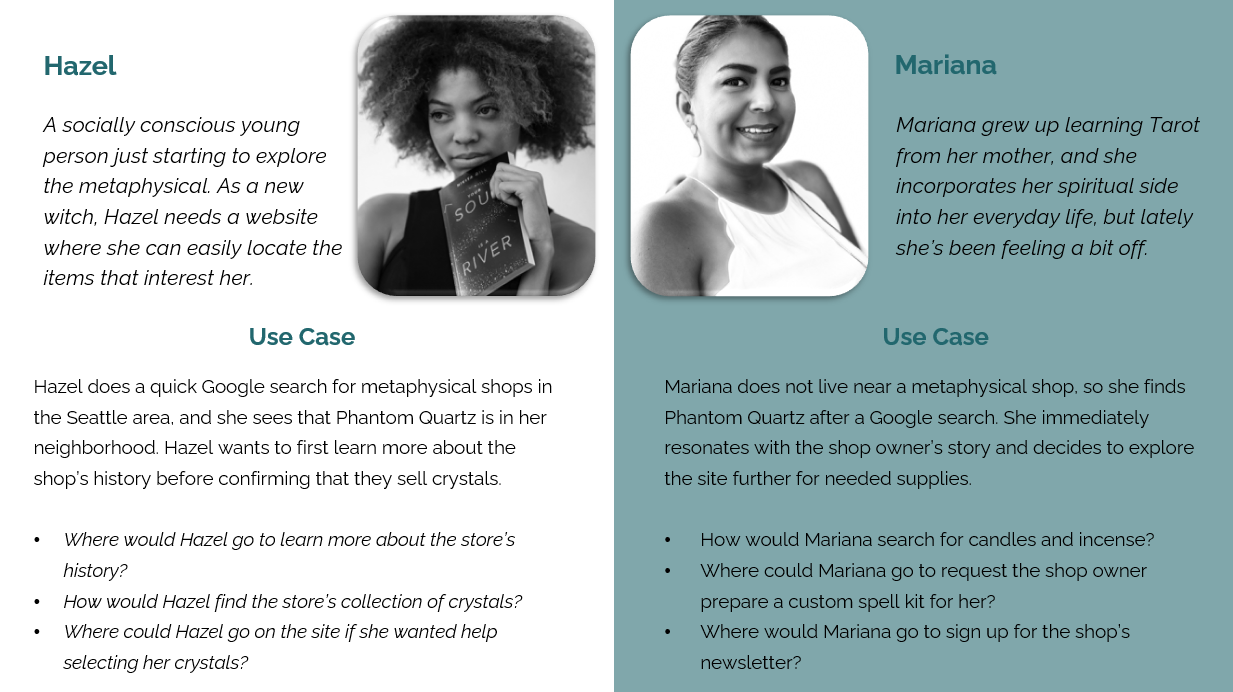 Hazel
A socially conscious young
person just starting to explore
the metaphysical. As a new
witch, Hazel needs a website
where she can easily locate the
items that interest her.
SOUL
RIVER
Use Case
Hazel does a quick Google search for metaphysical shops in
the Seattle area, and she sees that Phantom Quartz is in her
neighborhood. Hazel wants to first learn more about the
shop's history before confirming that they sell crystals.
• Where would Hazel go to learn more about the store's
history?
• How would Hazel find the store's collection of crystals?
• Where could Hazel go on the site if she wanted help
selecting her crystals?
Mariana
Mariana grew up learning Tarot
from her mother, and she
incorporates her spiritual side
into her everyday life, but lately
she's been feeling a bit off.
Use Case
Mariana does not live near a metaphysical shop, so she finds
Phantom Quartz after a Google search. She immediately
resonates with the shop owner's story and decides to explore
the site further for needed supplies.
• How would Mariana search for candles and incense?
• Where could Mariana go to request the shop owner
prepare a custom spell kit for her?
• Where would Mariana go to sign up for the shop's
newsletter?